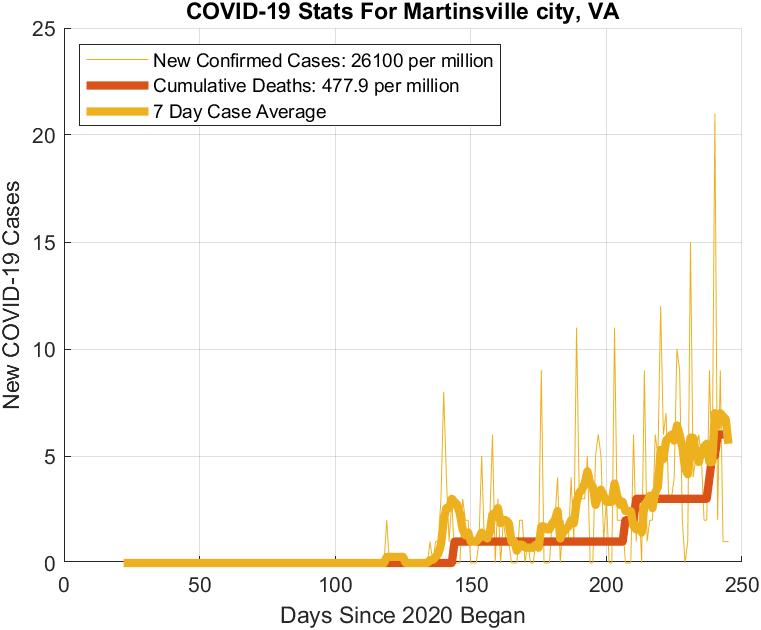 COVID-19 Stats For Martinsville city, VA
25
20
15
10
5
0
New COVID-19 Cases
New Confirmed Cases: 26100 per million
Cumulative Deaths: 477.9 per million
7 Day Case Average
0 50 100 150 200 250
Days Since 2020 Began